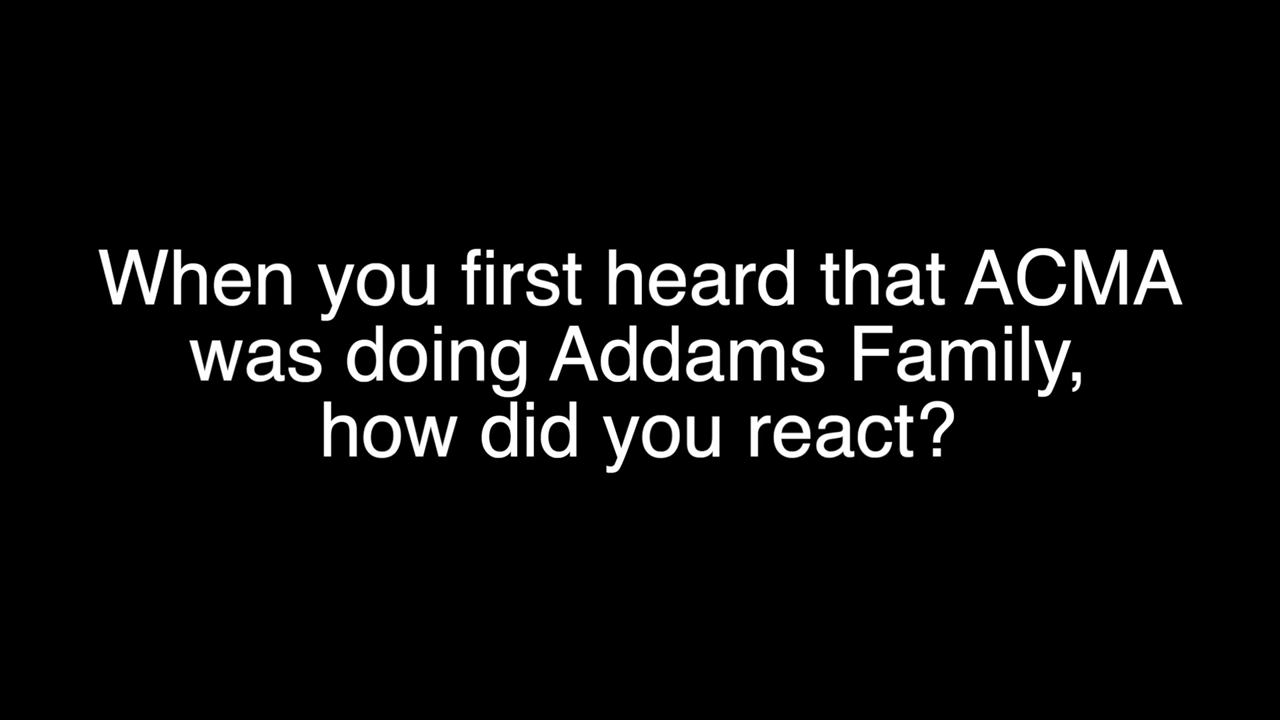 When you first heard that ACMA
was doing Addams Family,
how did you react?